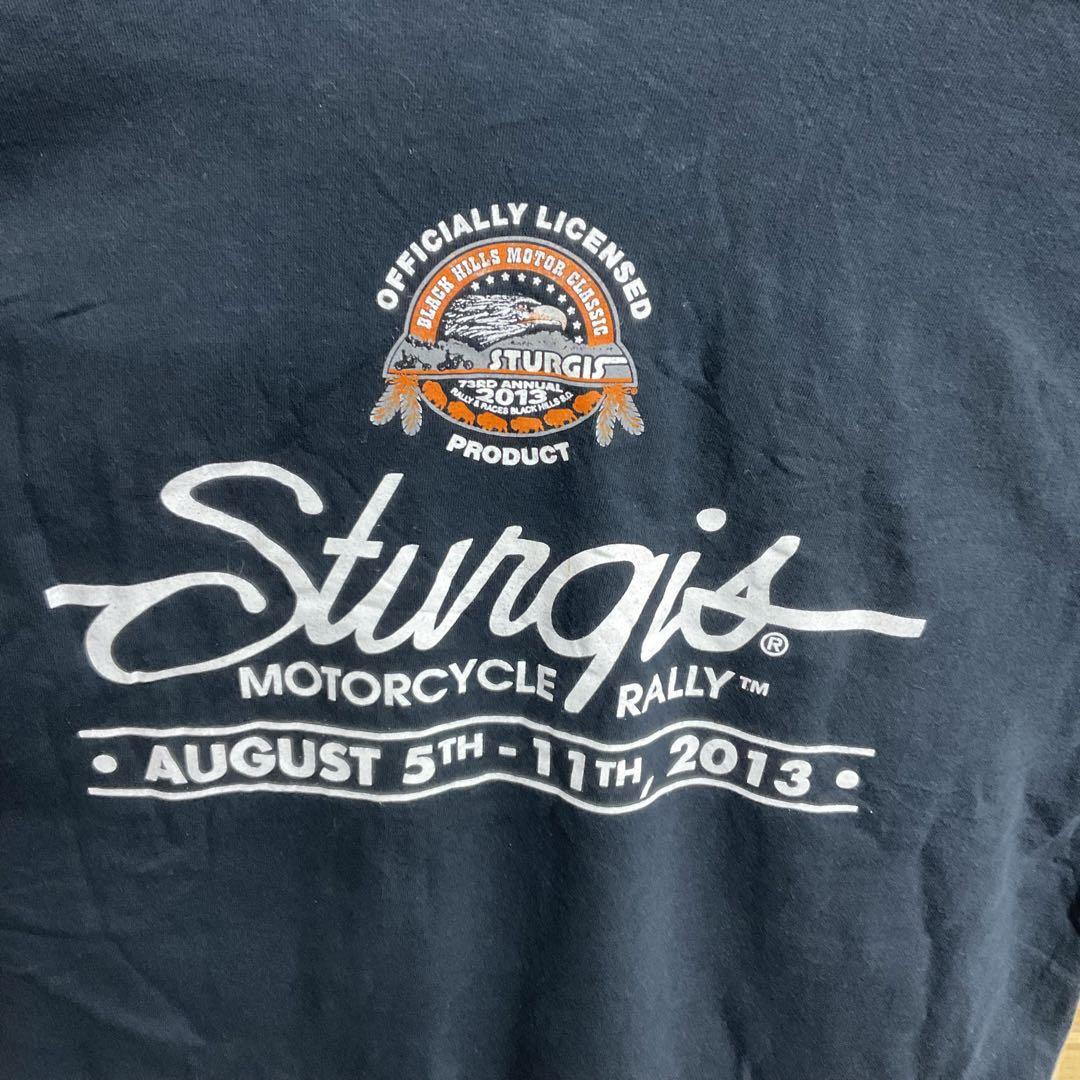 OFFICIALLY LICENSED
BLACK HILLS MOTOR CLASSIC
STURGIS
73RD ANNUAL
2013
RALLY & RACES BLACK HILLS S.D.
PRODUCT
Sturgis®
MOTORCYCLE RALLY™
• AUGUST 5TH - 11TH, 2013 •